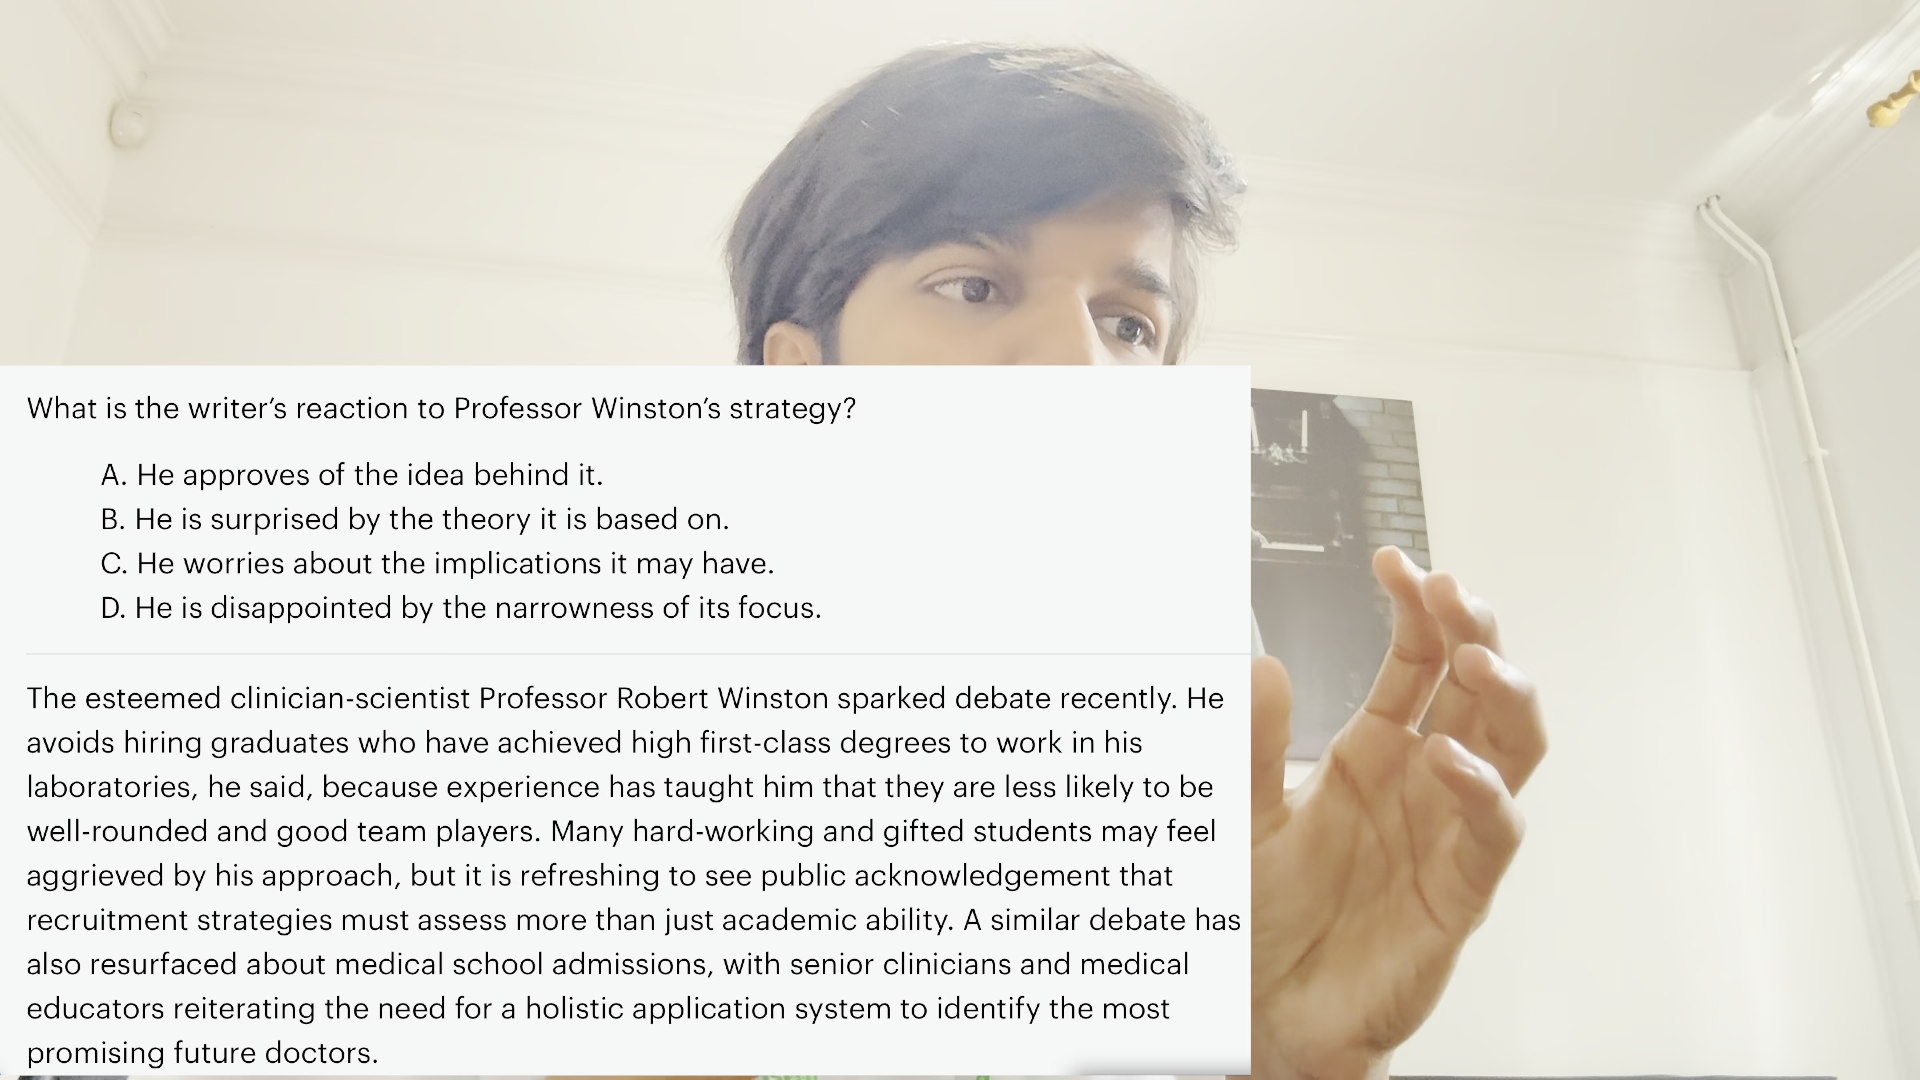 What is the writer’s reaction to Professor Winston’s strategy?
A. He approves of the idea behind it.
B. He is surprised by the theory it is based on.
C. He worries about the implications it may have.
D. He is disappointed by the narrowness of its focus.
The esteemed clinician-scientist Professor Robert Winston sparked debate recently. He
avoids hiring graduates who have achieved high first-class degrees to work in his
laboratories, he said, because experience has taught him that they are less likely to be
well-rounded and good team players. Many hard-working and gifted students may feel
aggrieved by his approach, but it is refreshing to see public acknowledgement that
recruitment strategies must assess more than just academic ability. A similar debate has
also resurfaced about medical school admissions, with senior clinicians and medical
educators reiterating the need for a holistic application system to identify the most
promising future doctors.